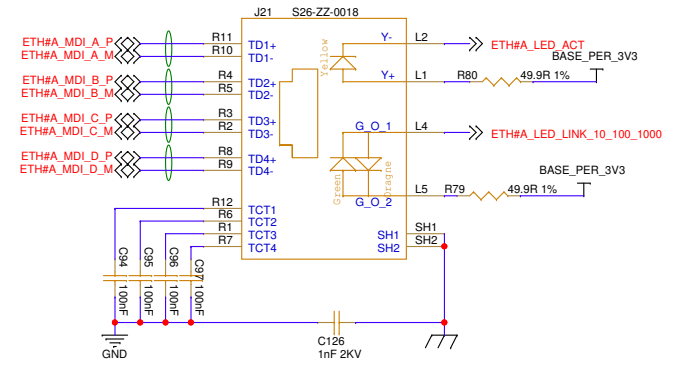 J21 S26-ZZ-0018
ETH#A_MDI_A_P R11 TD1+
ETH#A_MDI_A_M R10 TD1-
ETH#A_MDI_B_P R4 TD2+
ETH#A_MDI_B_M R5 TD2-
ETH#A_MDI_C_P R3 TD3+
ETH#A_MDI_C_M R2 TD3-
ETH#A_MDI_D_P R8 TD4+
ETH#A_MDI_D_M R9 TD4-
R12 TCT1
R6 TCT2
R1 TCT3
R7 TCT4
Yellow
Y- L2 ETH#A_LED_ACT
BASE_PER_3V3
Y+ L1 R80 49.9R 1%
G_O_1 L4 ETH#A_LED_LINK_10_100_1000
Green
Oragne
BASE_PER_3V3
L5 R79 49.9R 1%
G_O_2
SH1 SH1
SH2 SH2
C94 100nF
C95 100nF
C96 100nF
C97 100nF
GND
C126
1nF 2KV